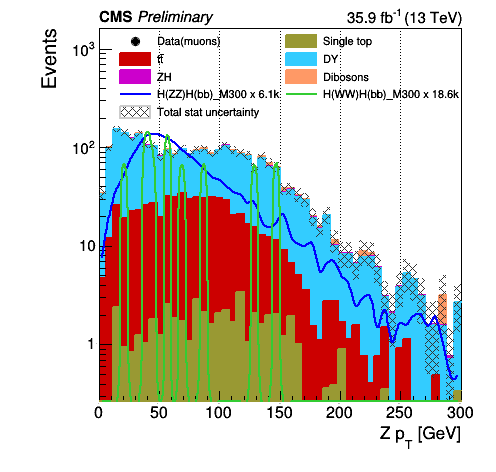 CMS Preliminary 35.9 fb⁻¹ (13 TeV)
Events
Data(muons) Single top
tt̄ DY
ZH Dibosons
H(ZZ)H(bb)_M300 x 6.1k H(WW)H(bb)_M300 x 18.6k
Total stat uncertainty
10³
10²
10
1
0 50 100 150 200 250 300
Z p_T [GeV]